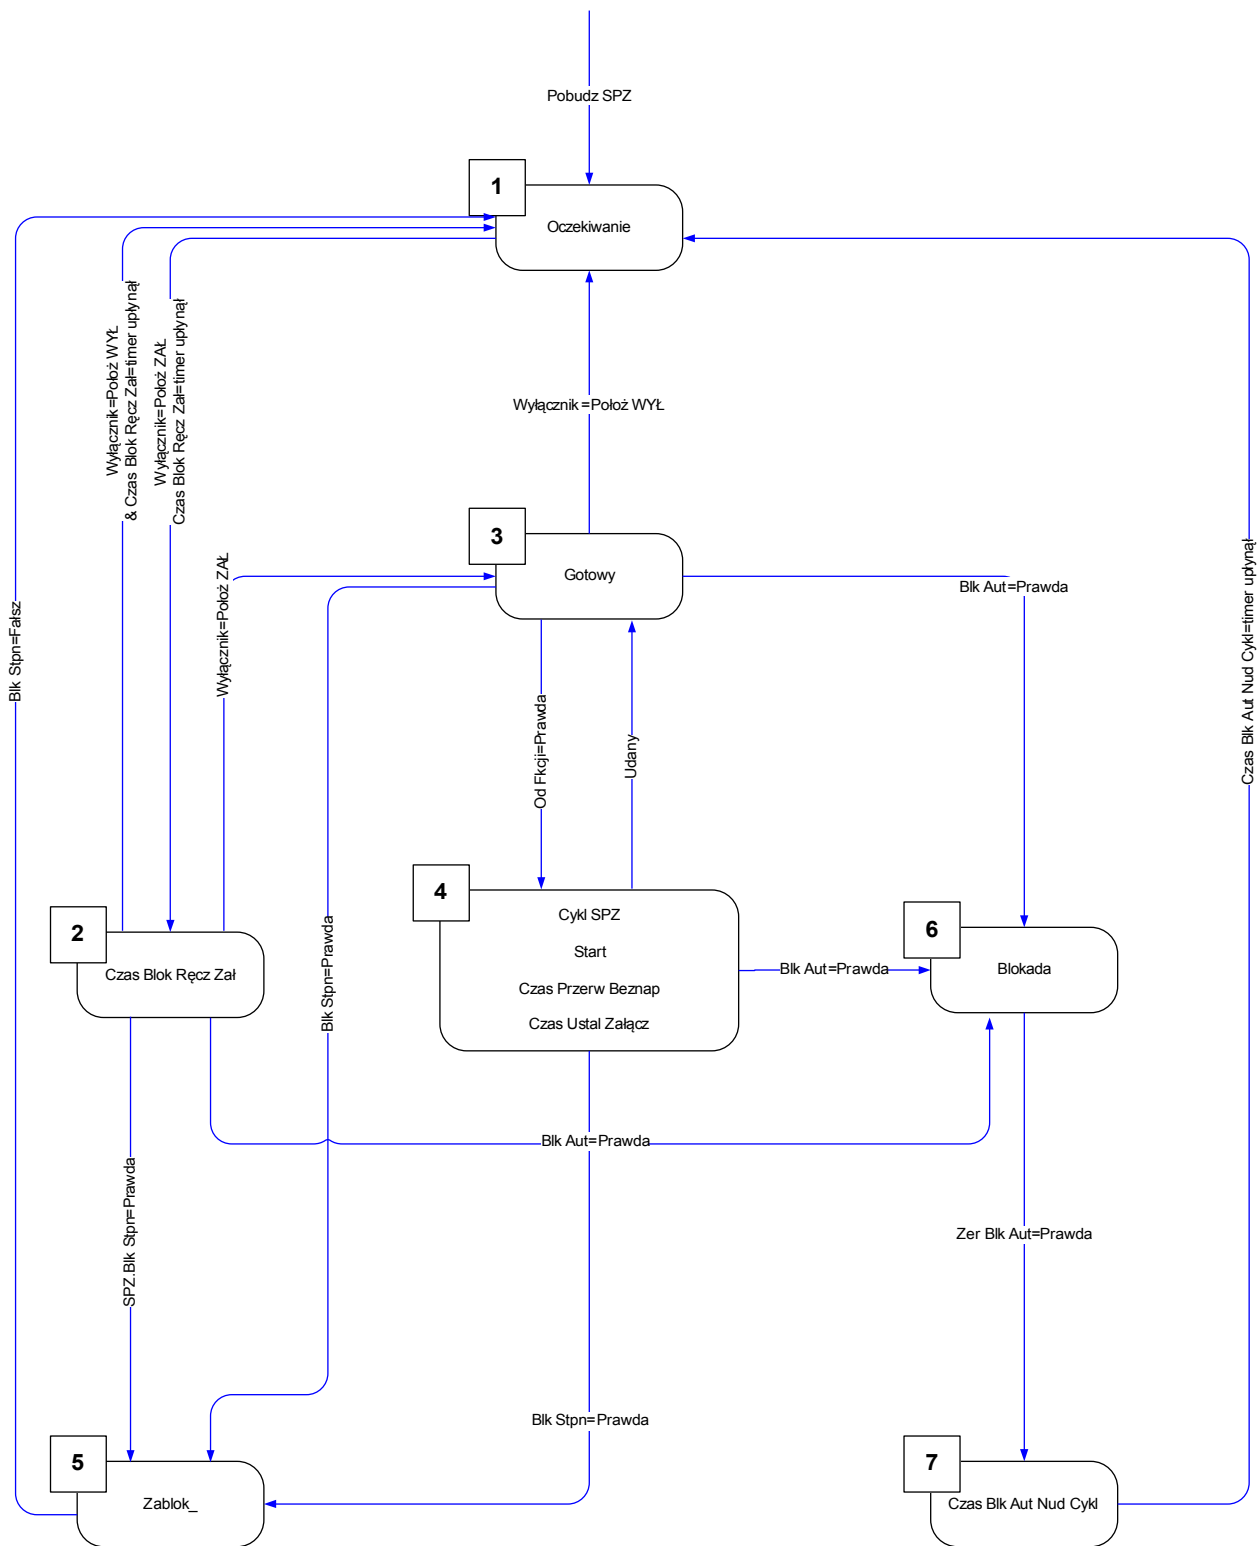 Pobudz SPZ
1
Oczekiwanie
Wyłącznik=Położ WYŁ
& Czas Blok Ręcz Zał=timer upłynął
Wyłącznik=Położ ZAŁ
Czas Blok Ręcz Zał=timer upłynął
Wyłącznik=Położ WYŁ
3
Gotowy
Wyłącznik=Położ ZAŁ
Blk Aut=Prawda
Blk Stpn=Fałsz
Czas Blk Aut Nud Cykl=timer upłynął
Od Fkcji=Prawda
Udany
4
Cykl SPZ
Start
Czas Przerw Beznap
Czas Ustal Załącz
2
Czas Blok Ręcz Zał
6
Blokada
Blk Aut=Prawda
Blk Stpn=Prawda
Blk Aut=Prawda
SPZ.Blk Stpn=Prawda
Zer Blk Aut=Prawda
Blk Stpn=Prawda
5
Zablok_
7
Czas Blk Aut Nud Cykl